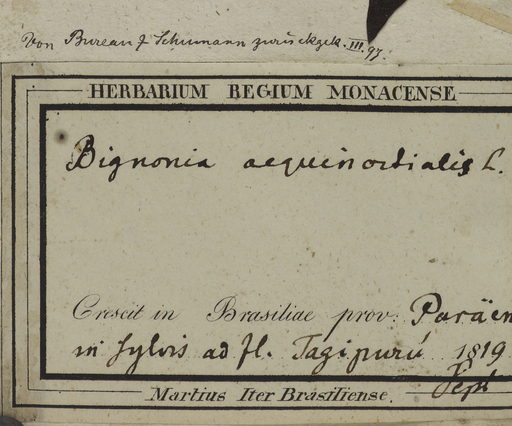 Von Bureau & Schumann zurückgek. III. 97.
HERBARIUM REGIUM MONACENSE
Bignonia aequinoctialis L.
Crescit in Brasiliae prov. Paräen
in sylvis ad fl. Tagipurú 1819
Sept
Martius Iter Brasiliense.